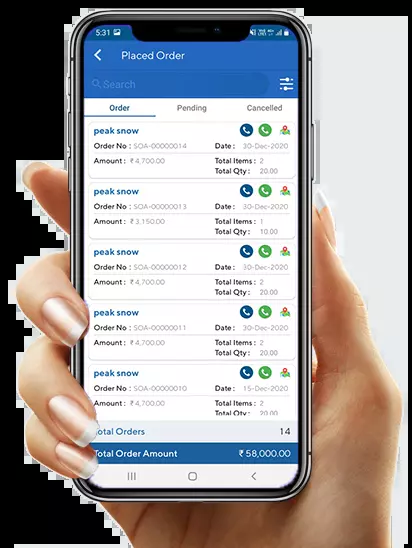 5:31
Placed Order
Search
Order Pending Cancelled
peak snow
Order No : SOA-00000014 Date : 30-Dec-2020
Amount : ₹ 4,700.00 Total Items : 2
Total Qty : 20.00
peak snow
Order No : SOA-00000013 Date : 30-Dec-2020
Amount : ₹ 3,150.00 Total Items : 1
Total Qty : 10.00
peak snow
Order No : SOA-00000012 Date : 30-Dec-2020
Amount : ₹ 4,700.00 Total Items : 2
Total Qty : 20.00
peak snow
Order No : SOA-00000011 Date : 30-Dec-2020
Amount : ₹ 4,700.00 Total Items : 2
Total Qty : 20.00
peak snow
Order No : SOA-00000010 Date : 15-Dec-2020
Amount : ₹ 4,700.00 Total Items : 2
Total Qty : 20.00
Total Orders 14
Total Order Amount ₹ 58,000.00